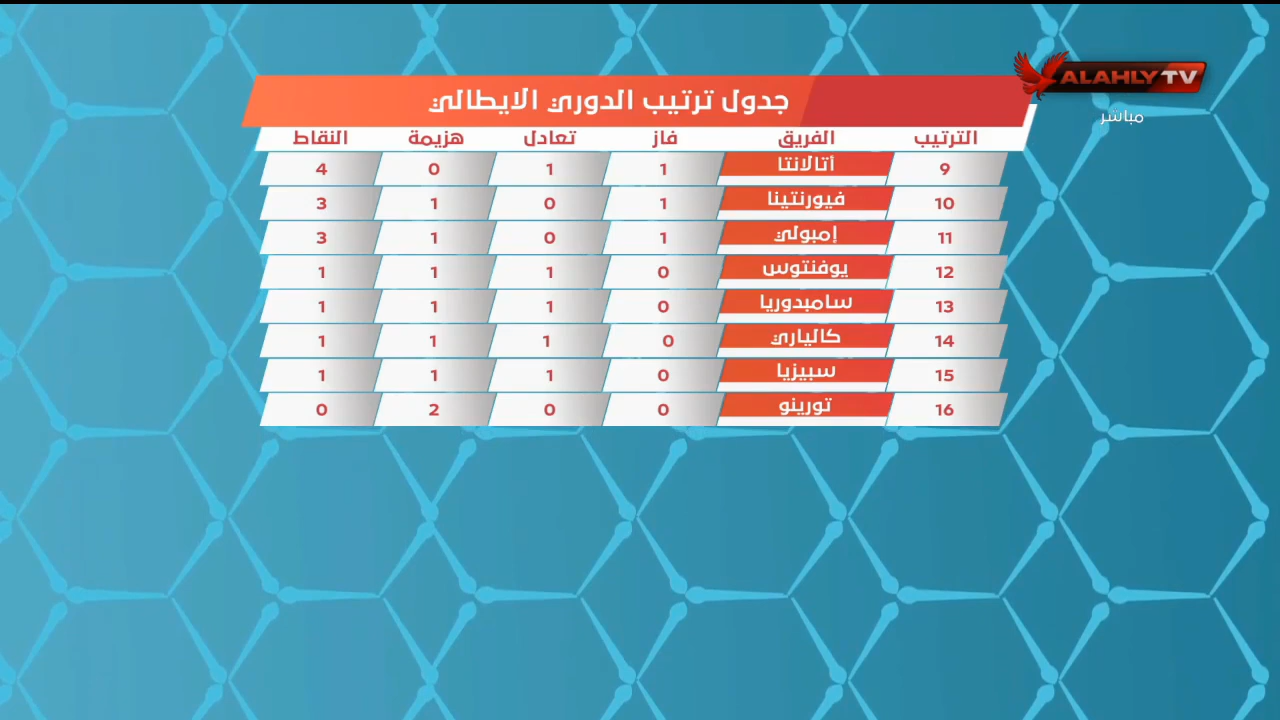 ALAHLY TV
مباشر
جدول ترتيب الدوري الايطالي
الترتيب الفريق فاز تعادل هزيمة النقاط
9 أتالانتا 1 1 0 4
10 فيورنتينا 1 0 1 3
11 إمبولي 1 0 1 3
12 يوفنتوس 0 1 1 1
13 سامبدوريا 0 1 1 1
14 كالياري 0 1 1 1
15 سبيزيا 0 1 1 1
16 تورينو 0 0 2 0